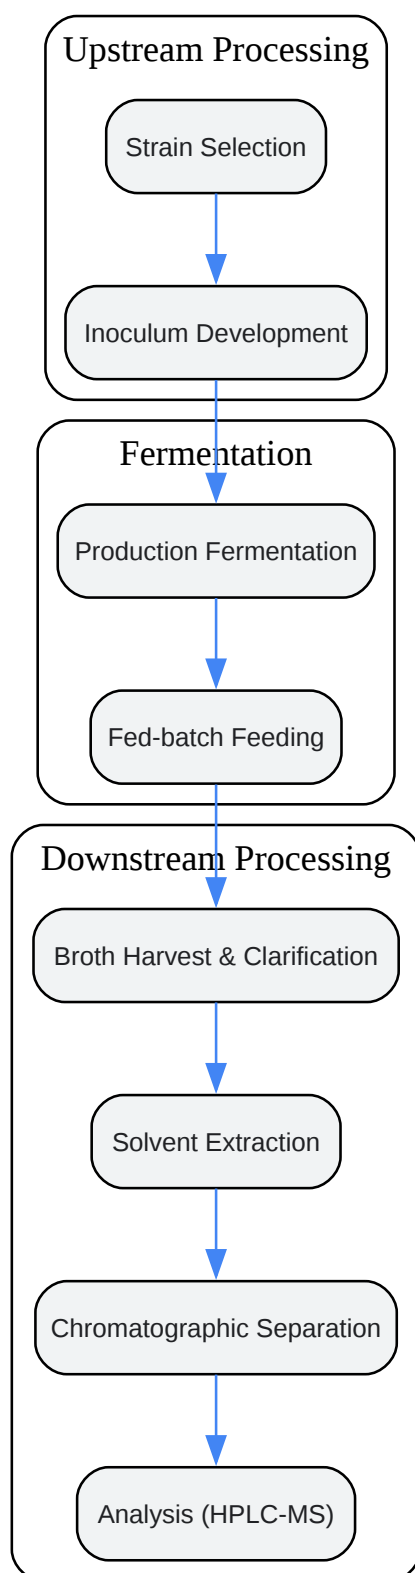 Upstream Processing
Strain Selection
Inoculum Development
Fermentation
Production Fermentation
Fed-batch Feeding
Downstream Processing
Broth Harvest & Clarification
Solvent Extraction
Chromatographic Separation
Analysis (HPLC-MS)